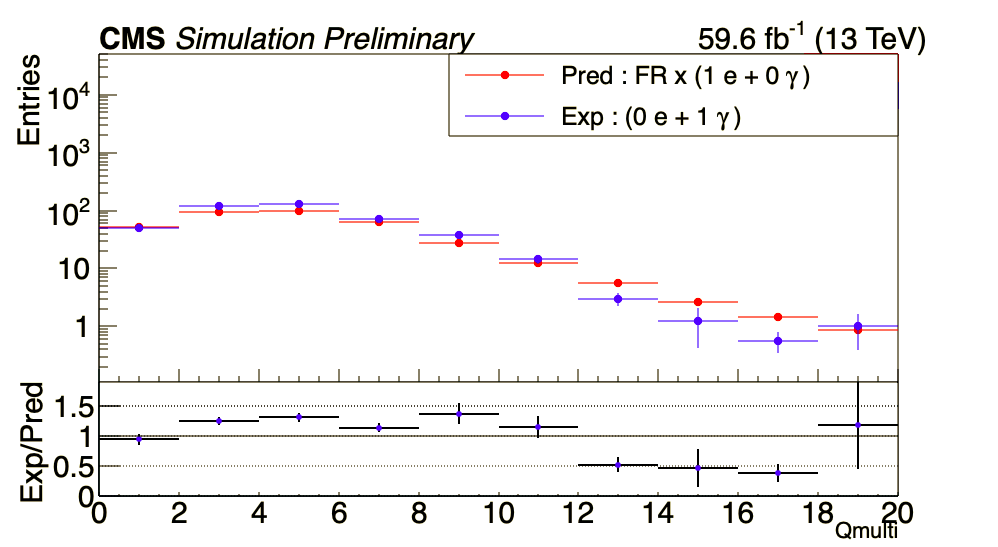 CMS Simulation Preliminary 59.6 fb⁻¹ (13 TeV)
Entries
Pred : FR x (1 e + 0 γ)
Exp : (0 e + 1 γ)
10⁴
10³
10²
10
1
Exp/Pred
1.5
1
0.5
0
0 2 4 6 8 10 12 14 16 18 20
Qmulti